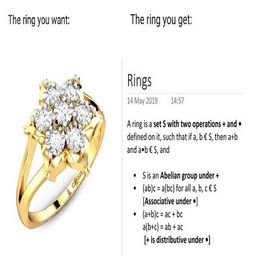 The ring you want:
The ring you get:
Rings
14 May 2019 14:57
A ring is a set S with two operations + and •
defined on it, such that if a, b € S, then a+b
and a•b € S, and
• S is an Abelian group under +
• (ab)c = a(bc) for all a, b, c € S
[Associative under •]
• (a+b)c = ac + bc
a(b+c) = ab + ac
[+ is distributive under •]